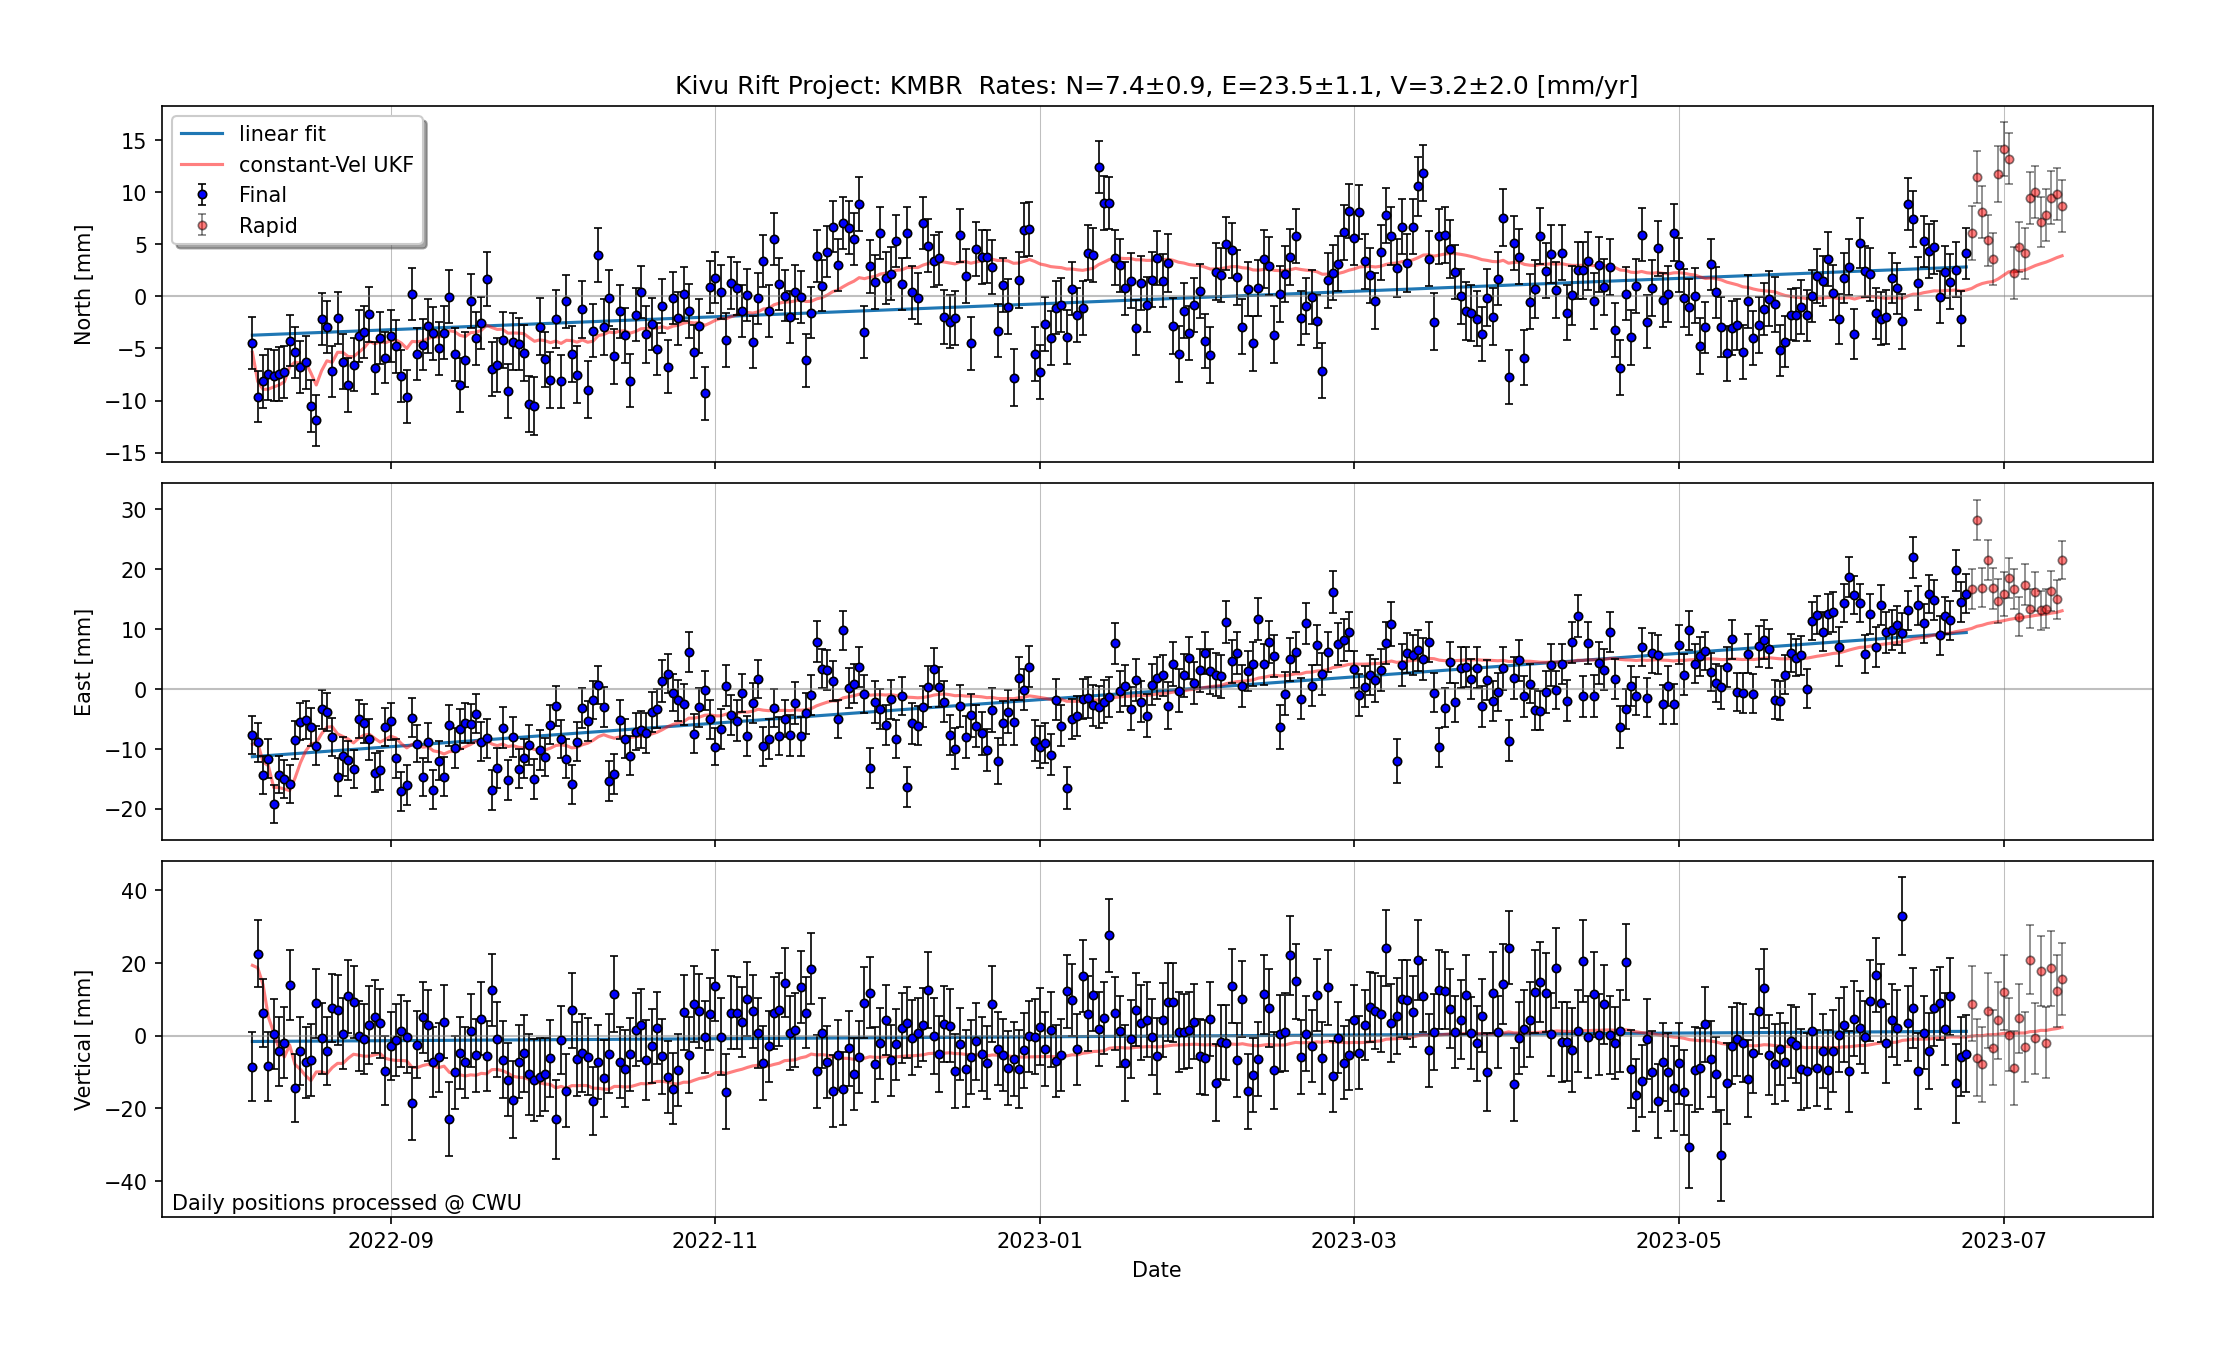 Kivu Rift Project: KMBR  Rates: N=7.4±0.9, E=23.5±1.1, V=3.2±2.0 [mm/yr]
linear fit
constant-Vel UKF
Final
Rapid
North [mm]
15
10
5
0
−5
−10
−15
East [mm]
30
20
10
0
−10
−20
Vertical [mm]
40
20
0
−20
−40
Daily positions processed @ CWU
2022-09
2022-11
2023-01
2023-03
2023-05
2023-07
Date